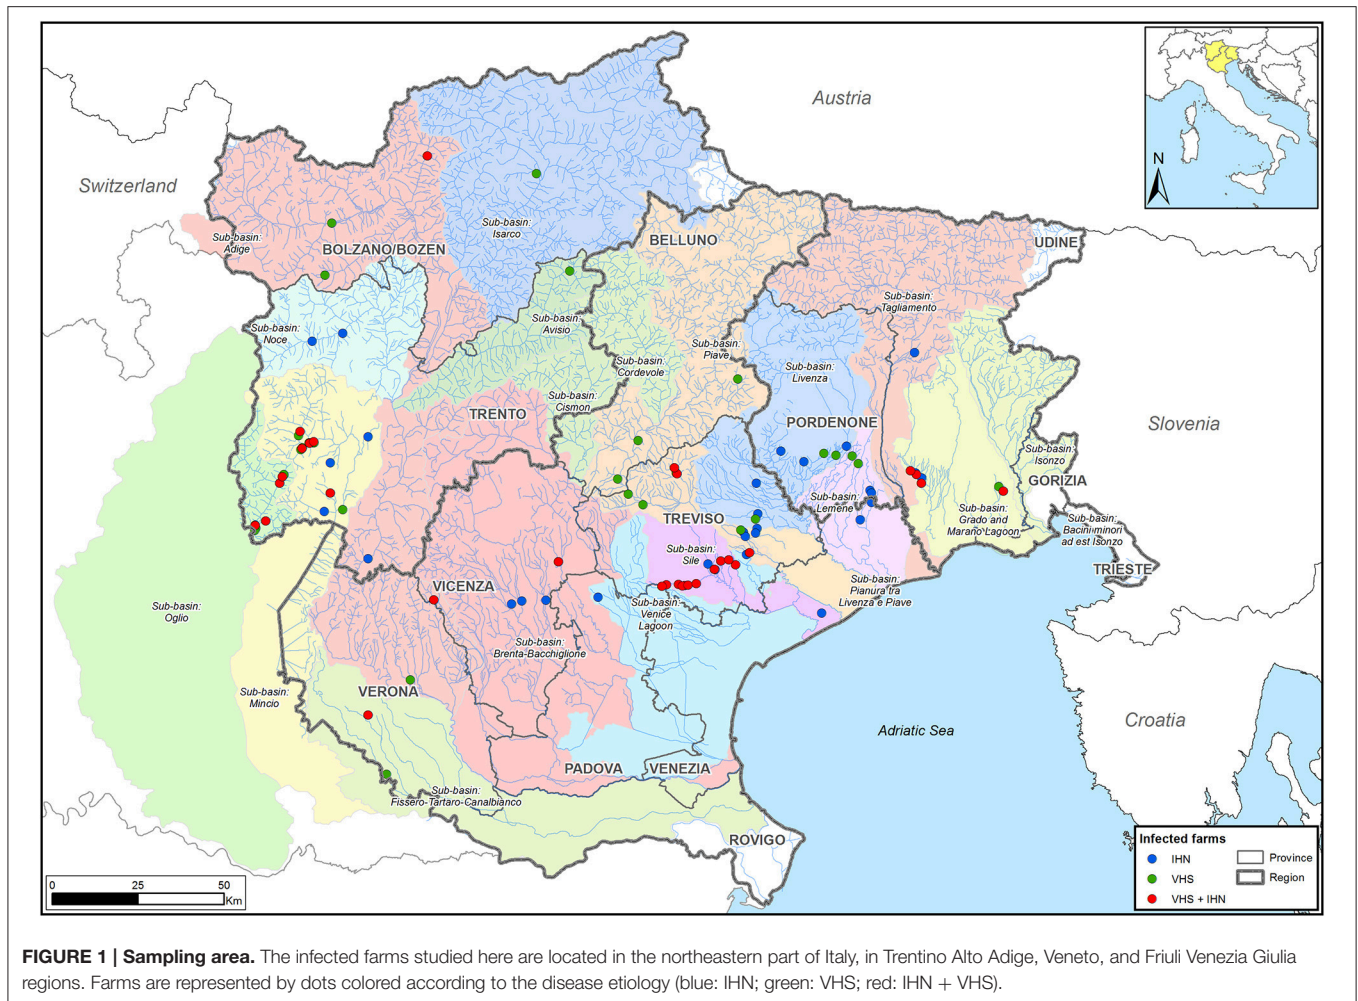 Austria
Switzerland
N
Sub-basin:
Adige
BOLZANO/BOZEN
Sub-basin:
Isarco
BELLUNO
UDINE
Sub-basin:
Tagliamento
Sub-basin:
Noce
Sub-basin:
Avisio
Sub-basin:
Piave
Sub-basin:
Cordevole
Sub-basin:
Livenza
Sub-basin:
Cismon
TRENTO
PORDENONE
Slovenia
Sub-basin:
Isonzo
GORIZIA
Sub-basin:
Lemene
TREVISO
Sub-basin:
Grado and
Marano Lagoon
Sub-basin:
Bacini minori
ad est Isonzo
Sub-basin:
Sile
TRIESTE
VICENZA
Sub-basin:
Pianura tra
Livenza e Piave
Sub-basin:
Oglio
Sub-basin:
Venice
Lagoon
Sub-basin:
Brenta-Bacchiglione
Sub-basin:
Mincio
VERONA
Croatia
Adriatic Sea
PADOVA
VENEZIA
Sub-basin:
Fissero-Tartaro-Canalbianco
ROVIGO
Infected farms
IHN
VHS
VHS + IHN
Province
Region
0 25 50
Km
FIGURE 1 | Sampling area. The infected farms studied here are located in the northeastern part of Italy, in Trentino Alto Adige, Veneto, and Friuli Venezia Giulia
regions. Farms are represented by dots colored according to the disease etiology (blue: IHN; green: VHS; red: IHN + VHS).